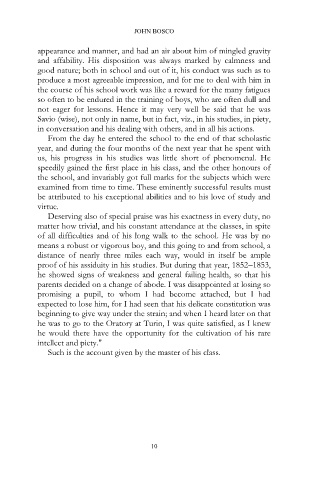 JOHN BOSCO
appearance and manner, and had an air about him of mingled gravity
and affability. His disposition was always marked by calmness and
good nature; both in school and out of it, his conduct was such as to
produce a most agreeable impression, and for me to deal with him in
the course of his school work was like a reward for the many fatigues
so often to be endured in the training of boys, who are often dull and
not eager for lessons. Hence it may very well be said that he was
Savio (wise), not only in name, but in fact, viz., in his studies, in piety,
in conversation and his dealing with others, and in all his actions.
From the day he entered the school to the end of that scholastic
year, and during the four months of the next year that he spent with
us, his progress in his studies was little short of phenomenal. He
speedily gained the first place in his class, and the other honours of
the school, and invariably got full marks for the subjects which were
examined from time to time. These eminently successful results must
be attributed to his exceptional abilities and to his love of study and
virtue.
Deserving also of special praise was his exactness in every duty, no
matter how trivial, and his constant attendance at the classes, in spite
of all difficulties and of his long walk to the school. He was by no
means a robust or vigorous boy, and this going to and from school, a
distance of nearly three miles each way, would in itself be ample
proof of his assiduity in his studies. But during that year, 1852–1853,
he showed signs of weakness and general failing health, so that his
parents decided on a change of abode. I was disappointed at losing so
promising a pupil, to whom I had become attached, but I had
expected to lose him, for I had seen that his delicate constitution was
beginning to give way under the strain; and when I heard later on that
he was to go to the Oratory at Turin, I was quite satisfied, as I knew
he would there have the opportunity for the cultivation of his rare
intellect and piety."
Such is the account given by the master of his class.
10